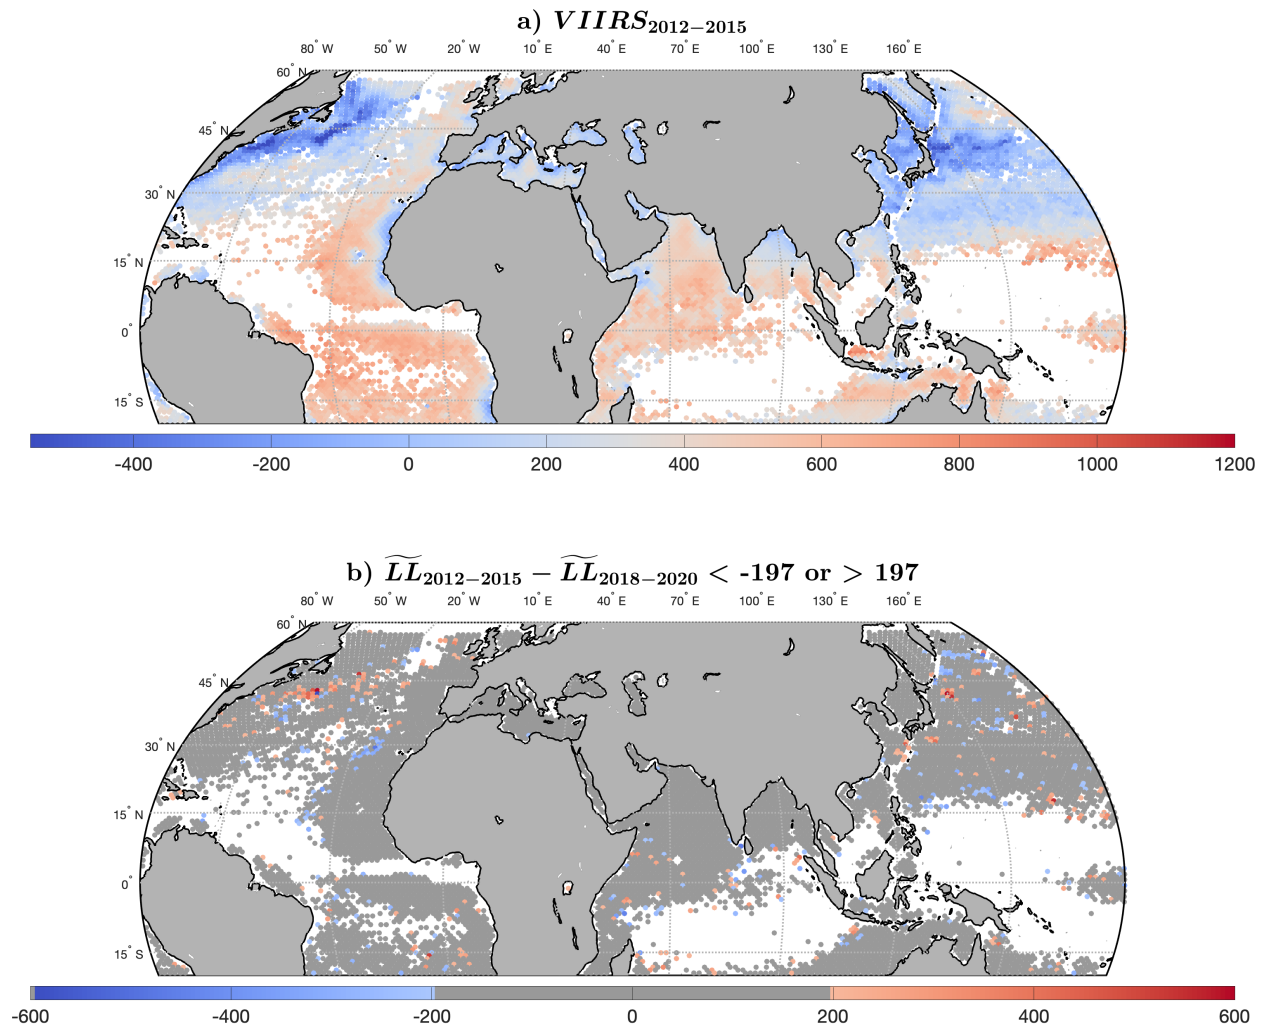 a) VIIRS2012−2015
80° W 50° W 20° W 10° E 40° E 70° E 100° E 130° E 160° E
60° N
45° N
30° N
15° N
0°
15° S
-400 -200 0 200 400 600 800 1000 1200
b) L͠L2012−2015 − L͠L2018−2020 < -197 or > 197
80° W 50° W 20° W 10° E 40° E 70° E 100° E 130° E 160° E
60° N
45° N
30° N
15° N
0°
15° S
-600 -400 -200 0 200 400 600